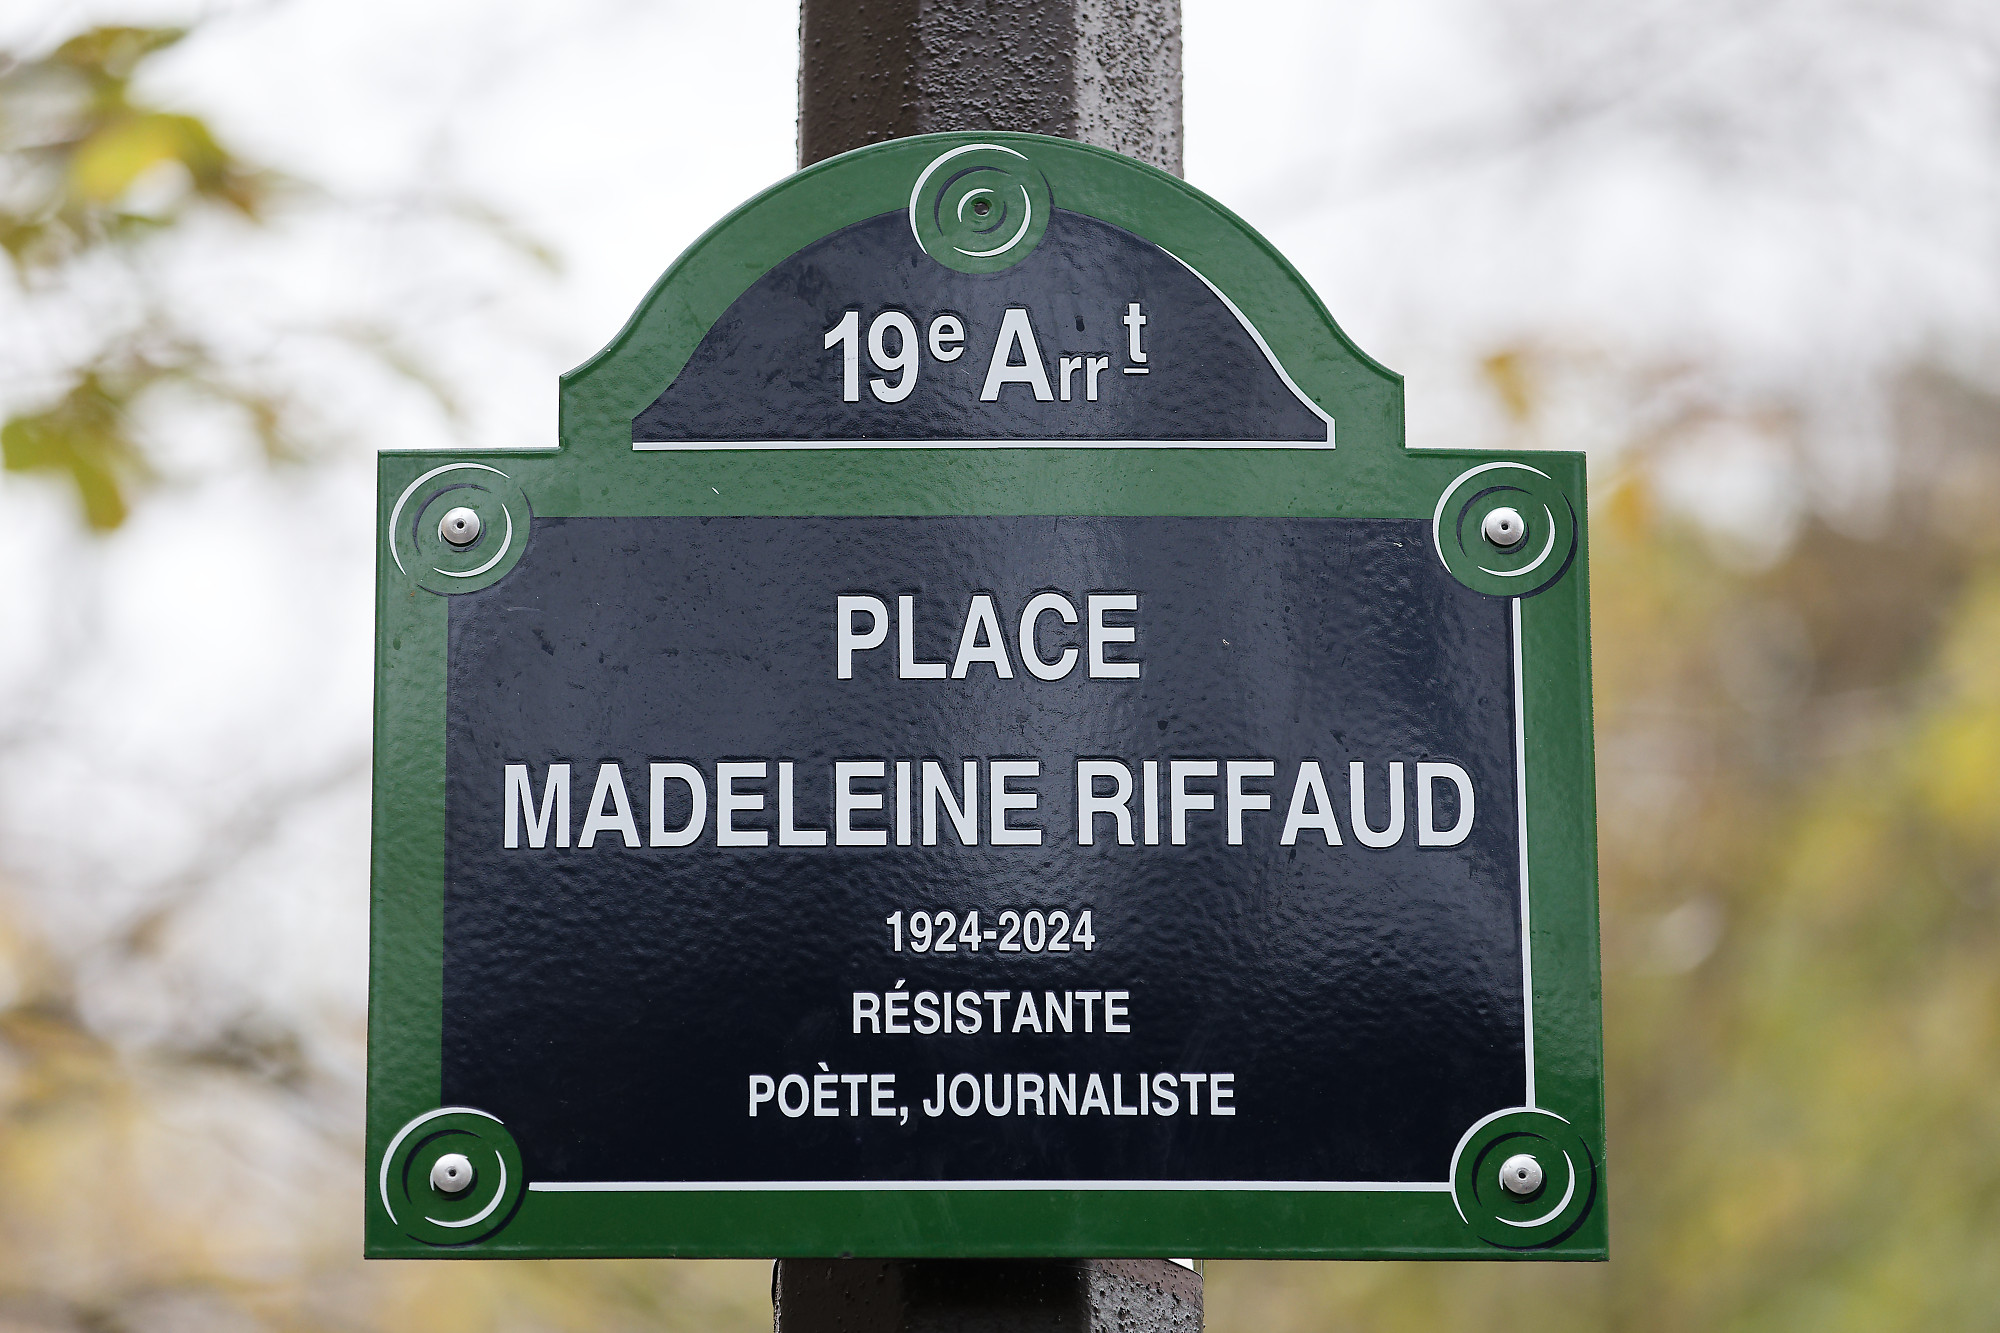 19e Arrt
PLACE
MADELEINE RIFFAUD
1924-2024
RÉSISTANTE
POÈTE, JOURNALISTE